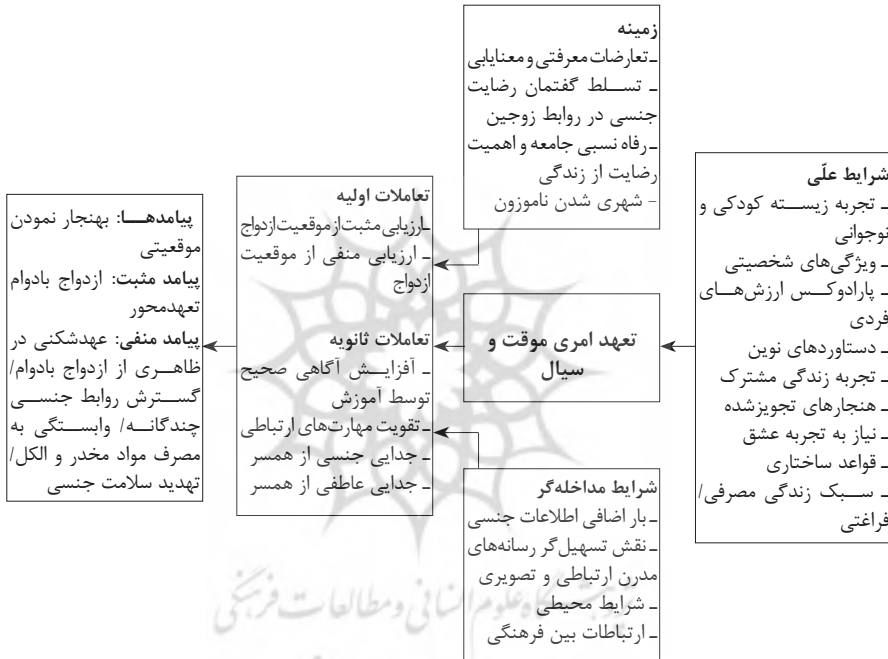 زمینه
ـ تعارضات معرفتی و معنایابی
ـ تسلط گفتمان رضایت
جنسی در روابط زوجین
ـ رفاه نسبی جامعه و اهمیت
رضایت از زندگی
- شهری شدن ناموزون
شرایط علّی
ـ تجربه زیسته کودکی و
نوجوانی
ـ ویژگی‌های شخصیتی
ـ پارادوکس ارزش‌های
فردی
ـ دستاوردهای نوین
ـ تجربه زندگی مشترک
ـ هنجارهای تجویزشده
ـ نیاز به تجربه عشق
ـ قواعد ساختاری
ـ سبک زندگی مصرفی/
فراغتی
تعهد امری موقت و
سیال
تعاملات اولیه
ـ ارزیابی مثبت از موقعیت ازدواج
ـ ارزیابی منفی از موقعیت
ازدواج
تعاملات ثانویه
ـ آفزایش آگاهی صحیح
توسط آموزش
ـ تقویت مهارت‌های ارتباطی
ـ جدایی جنسی از همسر
ـ جدایی عاطفی از همسر
پیامدها: بهنجار نمودن
موقعیتی
پیامد مثبت: ازدواج بادوام
تعهدمحور
پیامد منفی: عهدشکنی در
ظاهری از ازدواج بادوام/
گسترش روابط جنسی
چندگانه/ وابستگی به
مصرف مواد مخدر و الکل/
تهدید سلامت جنسی
شرایط مداخله‌گر
ـ بار اضافی اطلاعات جنسی
ـ نقش تسهیل‌گر رسانه‌های
مدرن ارتباطی و تصویری
ـ شرایط محیطی
ـ ارتباطات بین فرهنگی
پژوهشگاه علوم انسانی و مطالعات فرهنگی